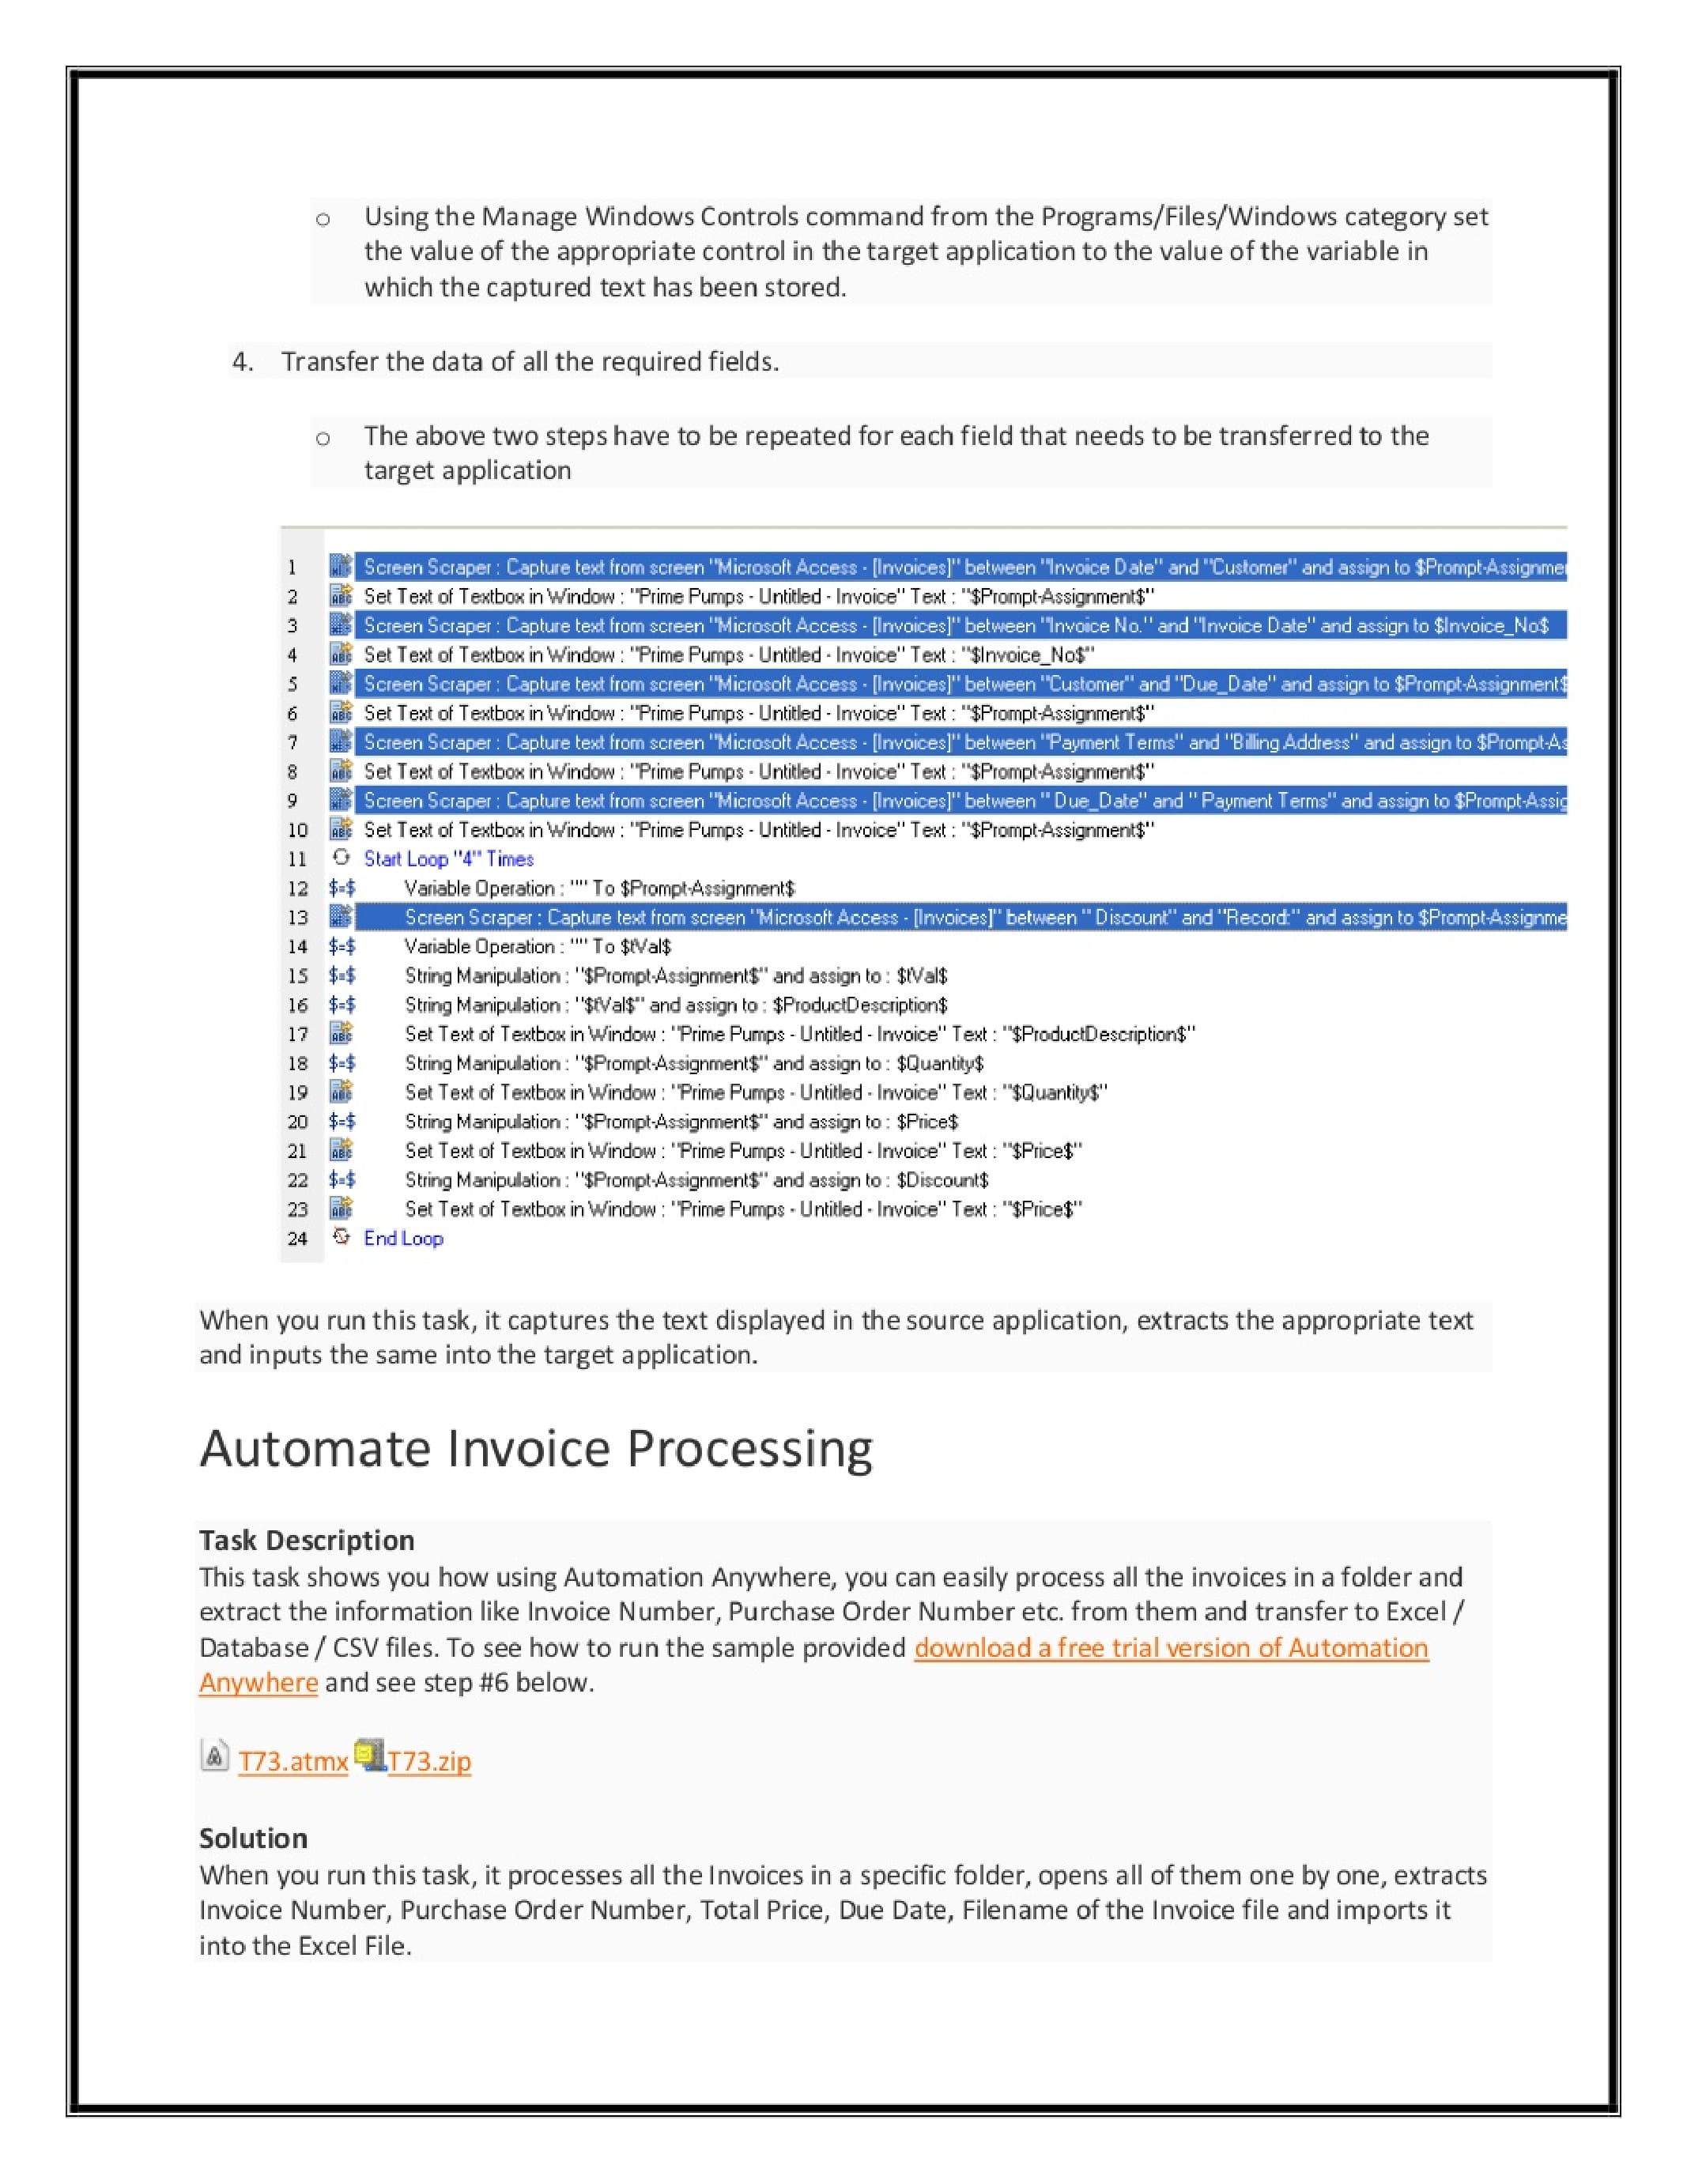 o Using the Manage Windows Controls command from the Programs/Files/Windows category set
the value of the appropriate control in the target application to the value of the variable in
which the captured text has been stored.
4. Transfer the data of all the required fields.
o The above two steps have to be repeated for each field that needs to be transferred to the
target application
1 Screen Scraper : Capture text from screen "Microsoft Access - [Invoices]" between "Invoice Date" and "Customer" and assign to $Prompt-Assignme
2 Set Text of Textbox in Window : "Prime Pumps - Untitled - Invoice" Text : "$Prompt-Assignment$"
3 Screen Scraper : Capture text from screen "Microsoft Access - [Invoices]" between "Invoice No." and "Invoice Date" and assign to $Invoice_No$
4 Set Text of Textbox in Window : "Prime Pumps - Untitled - Invoice" Text : "$Invoice_No$"
5 Screen Scraper : Capture text from screen "Microsoft Access - [Invoices]" between "Customer" and "Due_Date" and assign to $Prompt-Assignment$
6 Set Text of Textbox in Window : "Prime Pumps - Untitled - Invoice" Text : "$Prompt-Assignment$"
7 Screen Scraper : Capture text from screen "Microsoft Access - [Invoices]" between "Payment Terms" and "Billing Address" and assign to $Prompt-As
8 Set Text of Textbox in Window : "Prime Pumps - Untitled - Invoice" Text : "$Prompt-Assignment$"
9 Screen Scraper : Capture text from screen "Microsoft Access - [Invoices]" between " Due_Date" and " Payment Terms" and assign to $Prompt-Assig
10 Set Text of Textbox in Window : "Prime Pumps - Untitled - Invoice" Text : "$Prompt-Assignment$"
11 Start Loop "4" Times
12 $=$ Variable Operation : "" To $Prompt-Assignment$
13 Screen Scraper : Capture text from screen "Microsoft Access - [Invoices]" between " Discount" and "Record:" and assign to $Prompt-Assignme
14 $=$ Variable Operation : "" To $tVal$
15 $=$ String Manipulation : "$Prompt-Assignment$" and assign to : $tVal$
16 $=$ String Manipulation : "$tVal$" and assign to : $ProductDescription$
17 Set Text of Textbox in Window : "Prime Pumps - Untitled - Invoice" Text : "$ProductDescription$"
18 $=$ String Manipulation : "$Prompt-Assignment$" and assign to : $Quantity$
19 Set Text of Textbox in Window : "Prime Pumps - Untitled - Invoice" Text : "$Quantity$"
20 $=$ String Manipulation : "$Prompt-Assignment$" and assign to : $Price$
21 Set Text of Textbox in Window : "Prime Pumps - Untitled - Invoice" Text : "$Price$"
22 $=$ String Manipulation : "$Prompt-Assignment$" and assign to : $Discount$
23 Set Text of Textbox in Window : "Prime Pumps - Untitled - Invoice" Text : "$Price$"
24 End Loop
When you run this task, it captures the text displayed in the source application, extracts the appropriate text
and inputs the same into the target application.
Automate Invoice Processing
Task Description
This task shows you how using Automation Anywhere, you can easily process all the invoices in a folder and
extract the information like Invoice Number, Purchase Order Number etc. from them and transfer to Excel /
Database / CSV files. To see how to run the sample provided download a free trial version of Automation
Anywhere and see step #6 below.
T73.atmx T73.zip
Solution
When you run this task, it processes all the Invoices in a specific folder, opens all of them one by one, extracts
Invoice Number, Purchase Order Number, Total Price, Due Date, Filename of the Invoice file and imports it
into the Excel File.